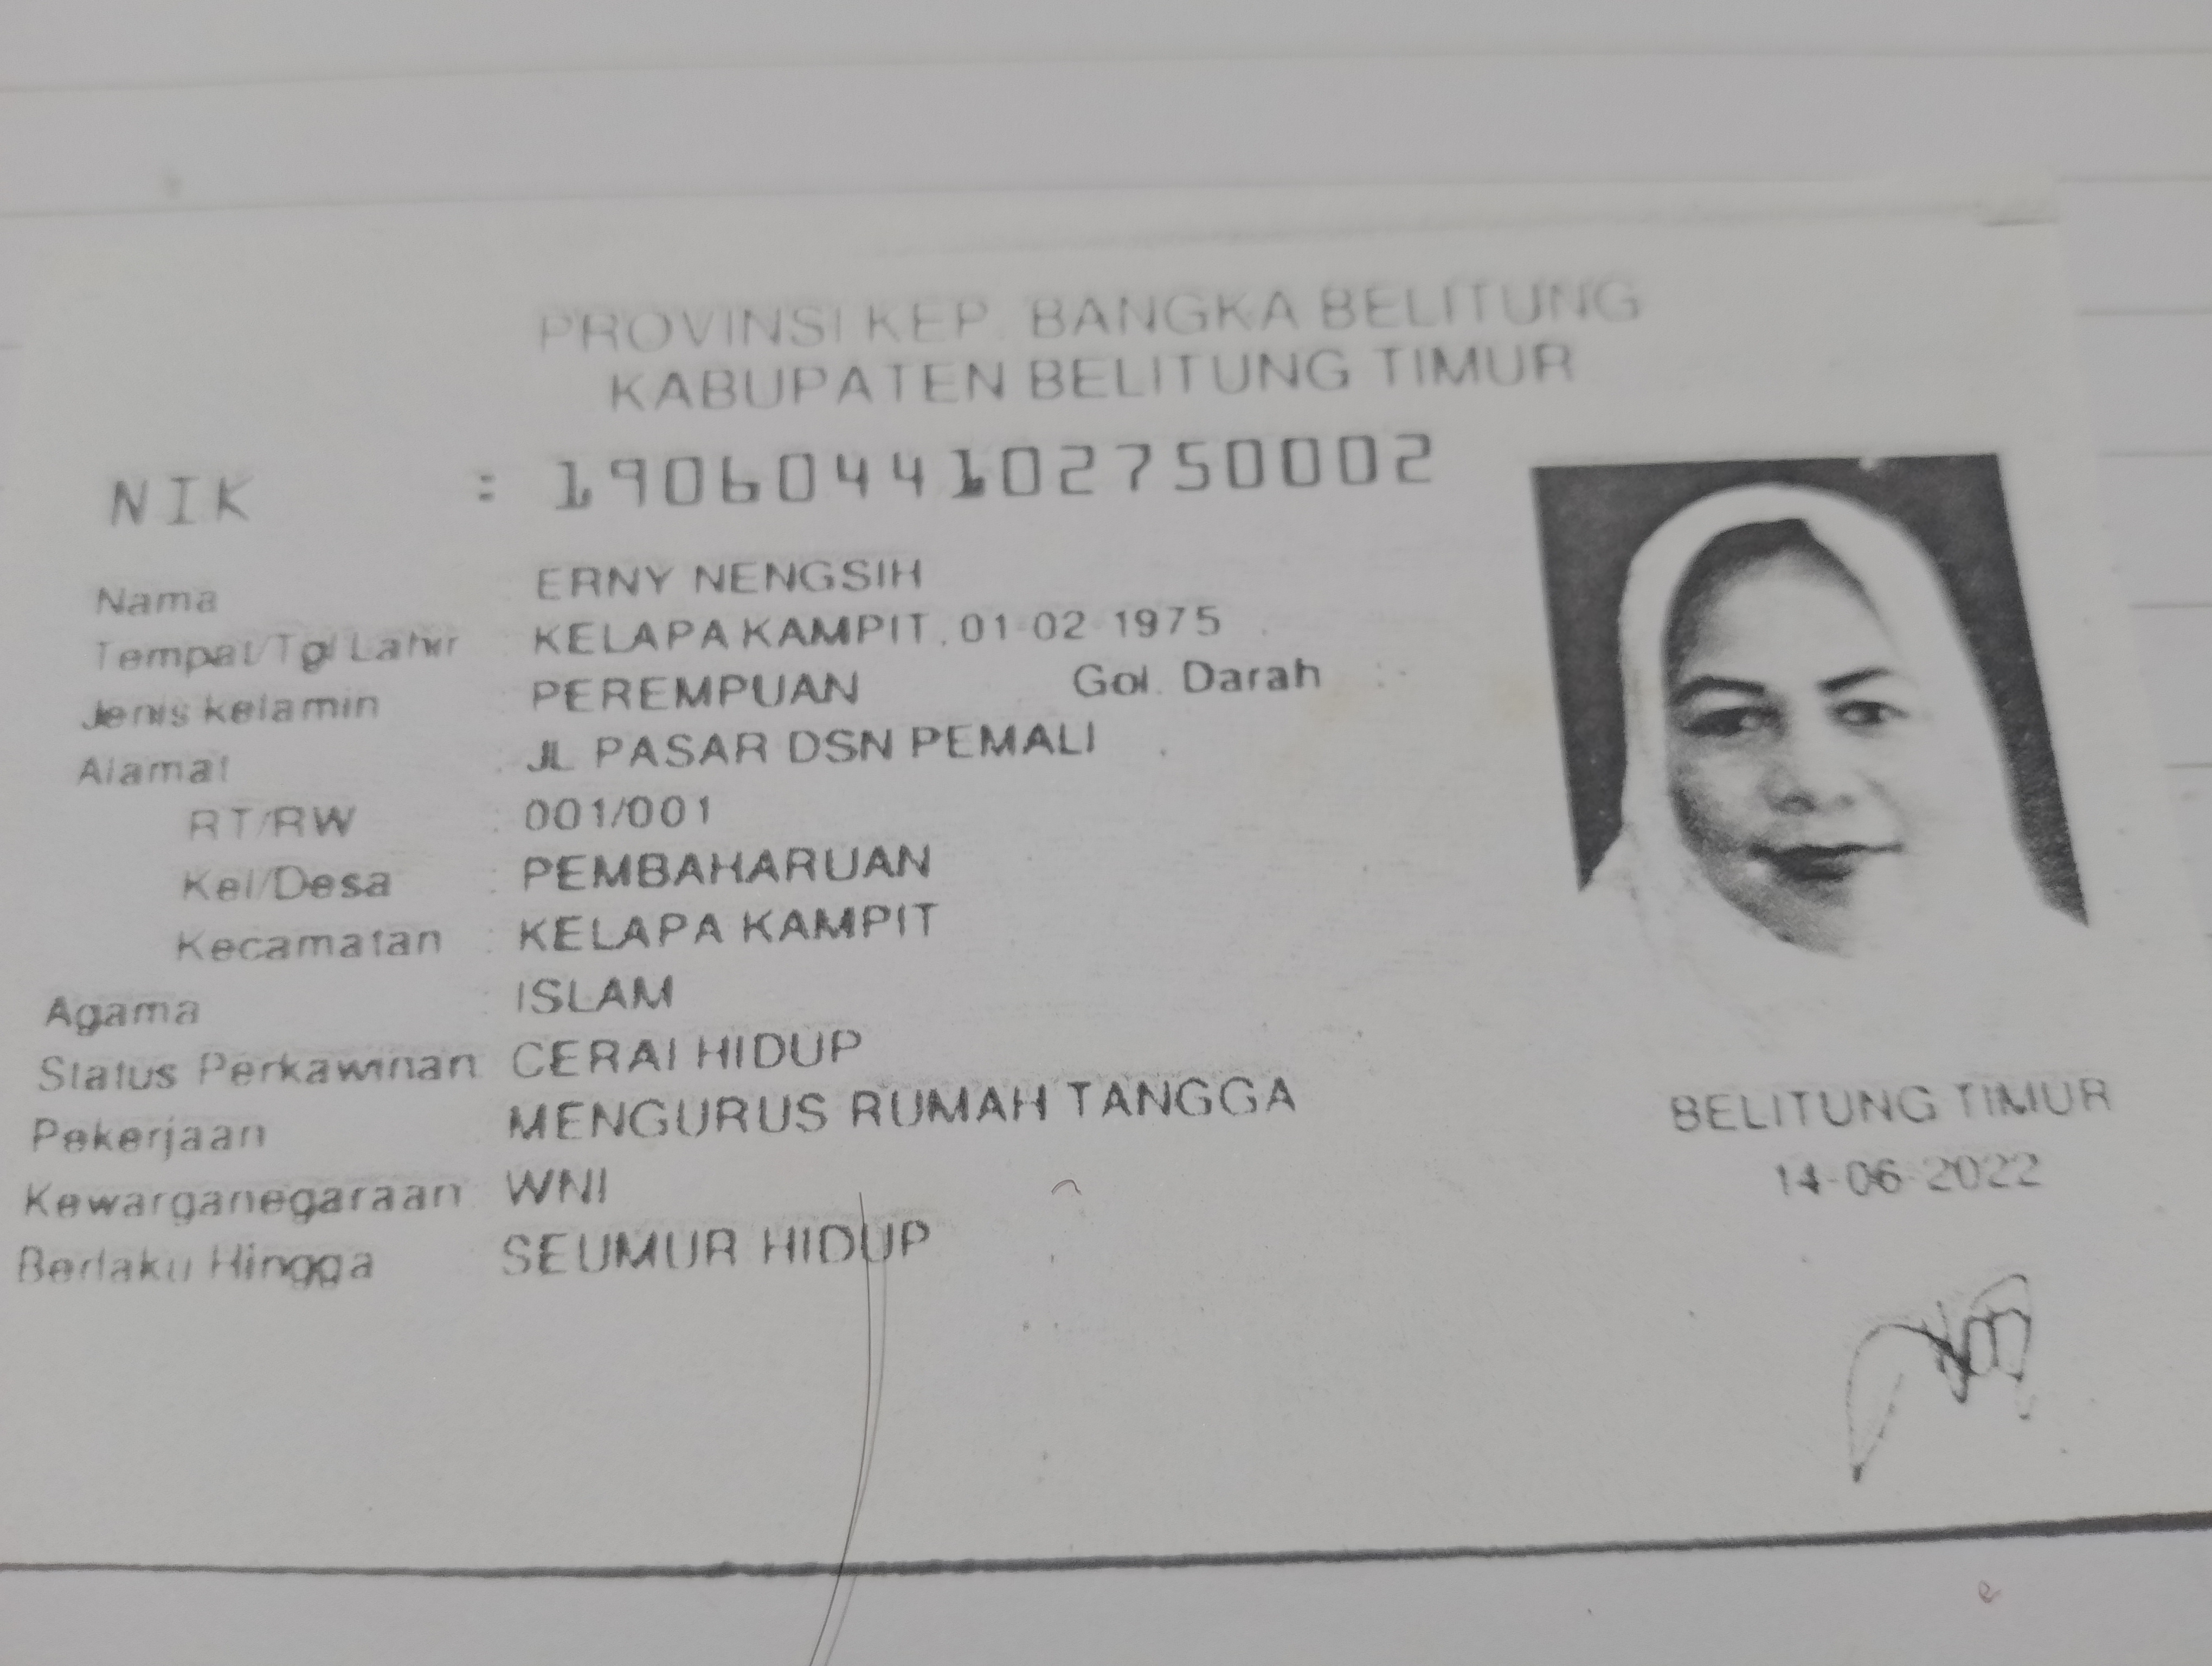 PROVINSI KEP. BANGKA BELITUNG
KABUPATEN BELITUNG TIMUR
NIK : 1906044102750002
Nama ERNY NENGSIH
Tempat/Tgl Lahir KELAPA KAMPIT, 01-02-1975
Jenis kelamin PEREMPUAN Gol. Darah : -
Alamat : JL PASAR DSN PEMALI
RT/RW : 001/001
Kel/Desa : PEMBAHARUAN
Kecamatan : KELAPA KAMPIT
Agama : ISLAM
Status Perkawinan CERAI HIDUP
Pekerjaan MENGURUS RUMAH TANGGA
Kewarganegaraan WNI
Berlaku Hingga SEUMUR HIDUP
BELITUNG TIMUR
14-06-2022